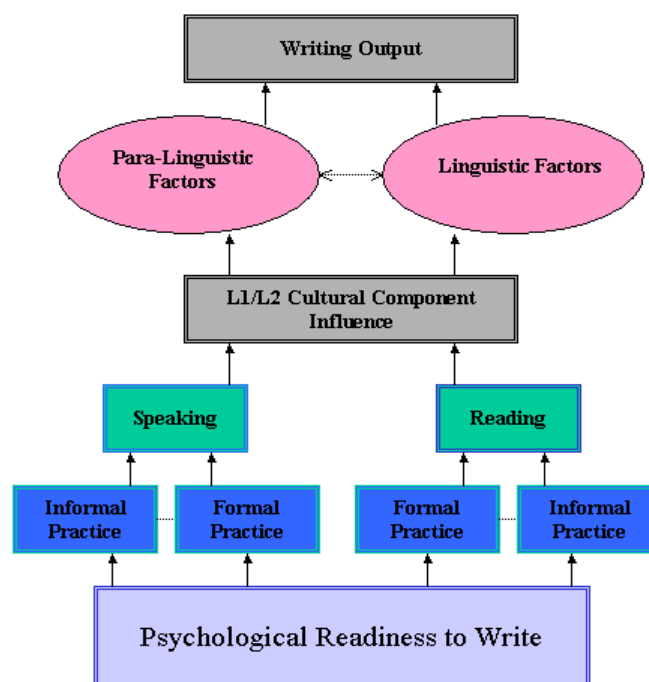 Writing Output
Para-Linguistic
Factors
Linguistic Factors
L1/L2 Cultural Component
Influence
Speaking
Reading
Informal
Practice
Formal
Practice
Formal
Practice
Informal
Practice
Psychological Readiness to Write